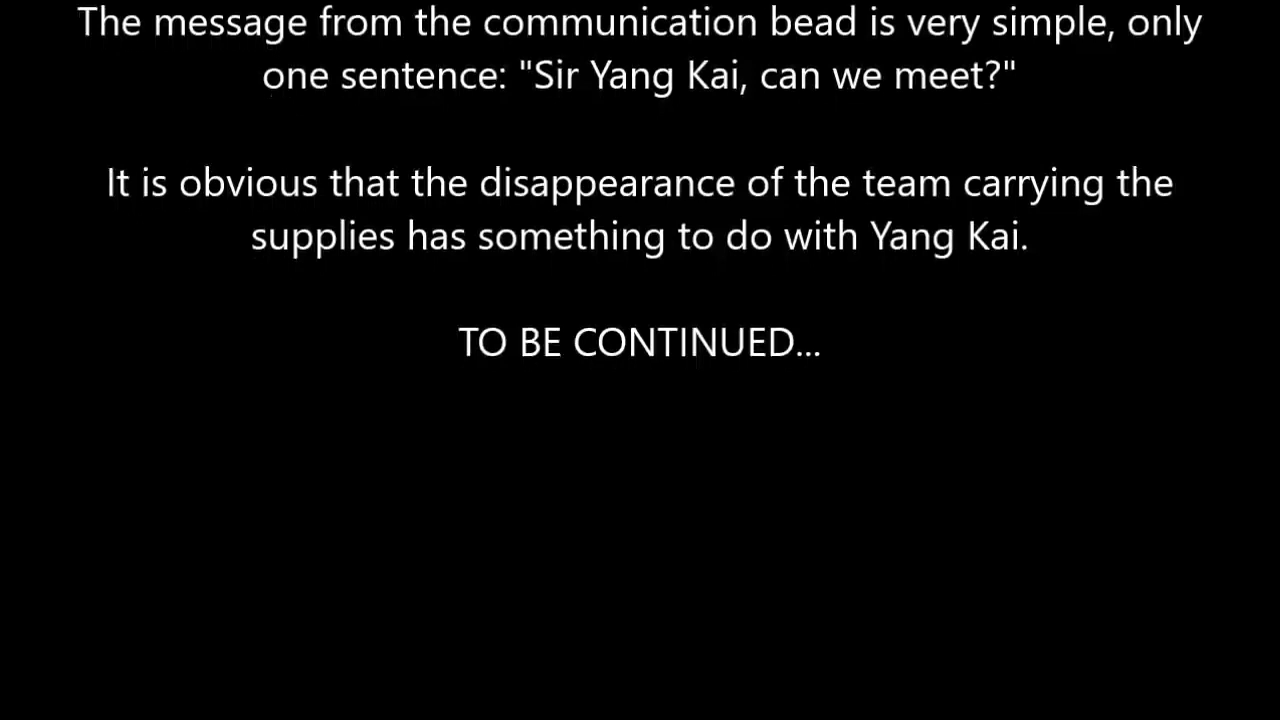 The message from the communication bead is very simple, only
one sentence: "Sir Yang Kai, can we meet?"
It is obvious that the disappearance of the team carrying the
supplies has something to do with Yang Kai.
TO BE CONTINUED...